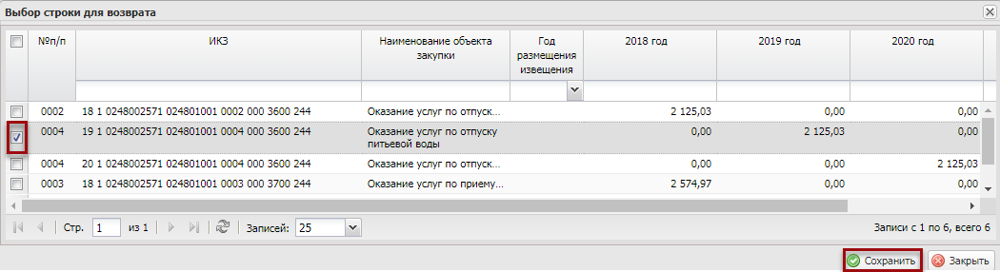 Выбор строки для возврата
№п/п ИКЗ Наименование объекта закупки Год размещения извещения 2018 год 2019 год 2020 год
0002 18 1 0248002571 024801001 0002 000 3600 244 Оказание услуг по отпуск... 2 125,03 0,00 0,00
0004 19 1 0248002571 024801001 0004 000 3600 244 Оказание услуг по отпуску питьевой воды 0,00 2 125,03 0,00
0004 20 1 0248002571 024801001 0004 000 3600 244 Оказание услуг по отпуск... 0,00 0,00 2 125,03
0003 18 1 0248002571 024801001 0003 000 3700 244 Оказание услуг по приему... 2 574,97 0,00 0,00
Стр. 1 из 1 Записей: 25 Записи с 1 по 6, всего 6
Сохранить Закрыть